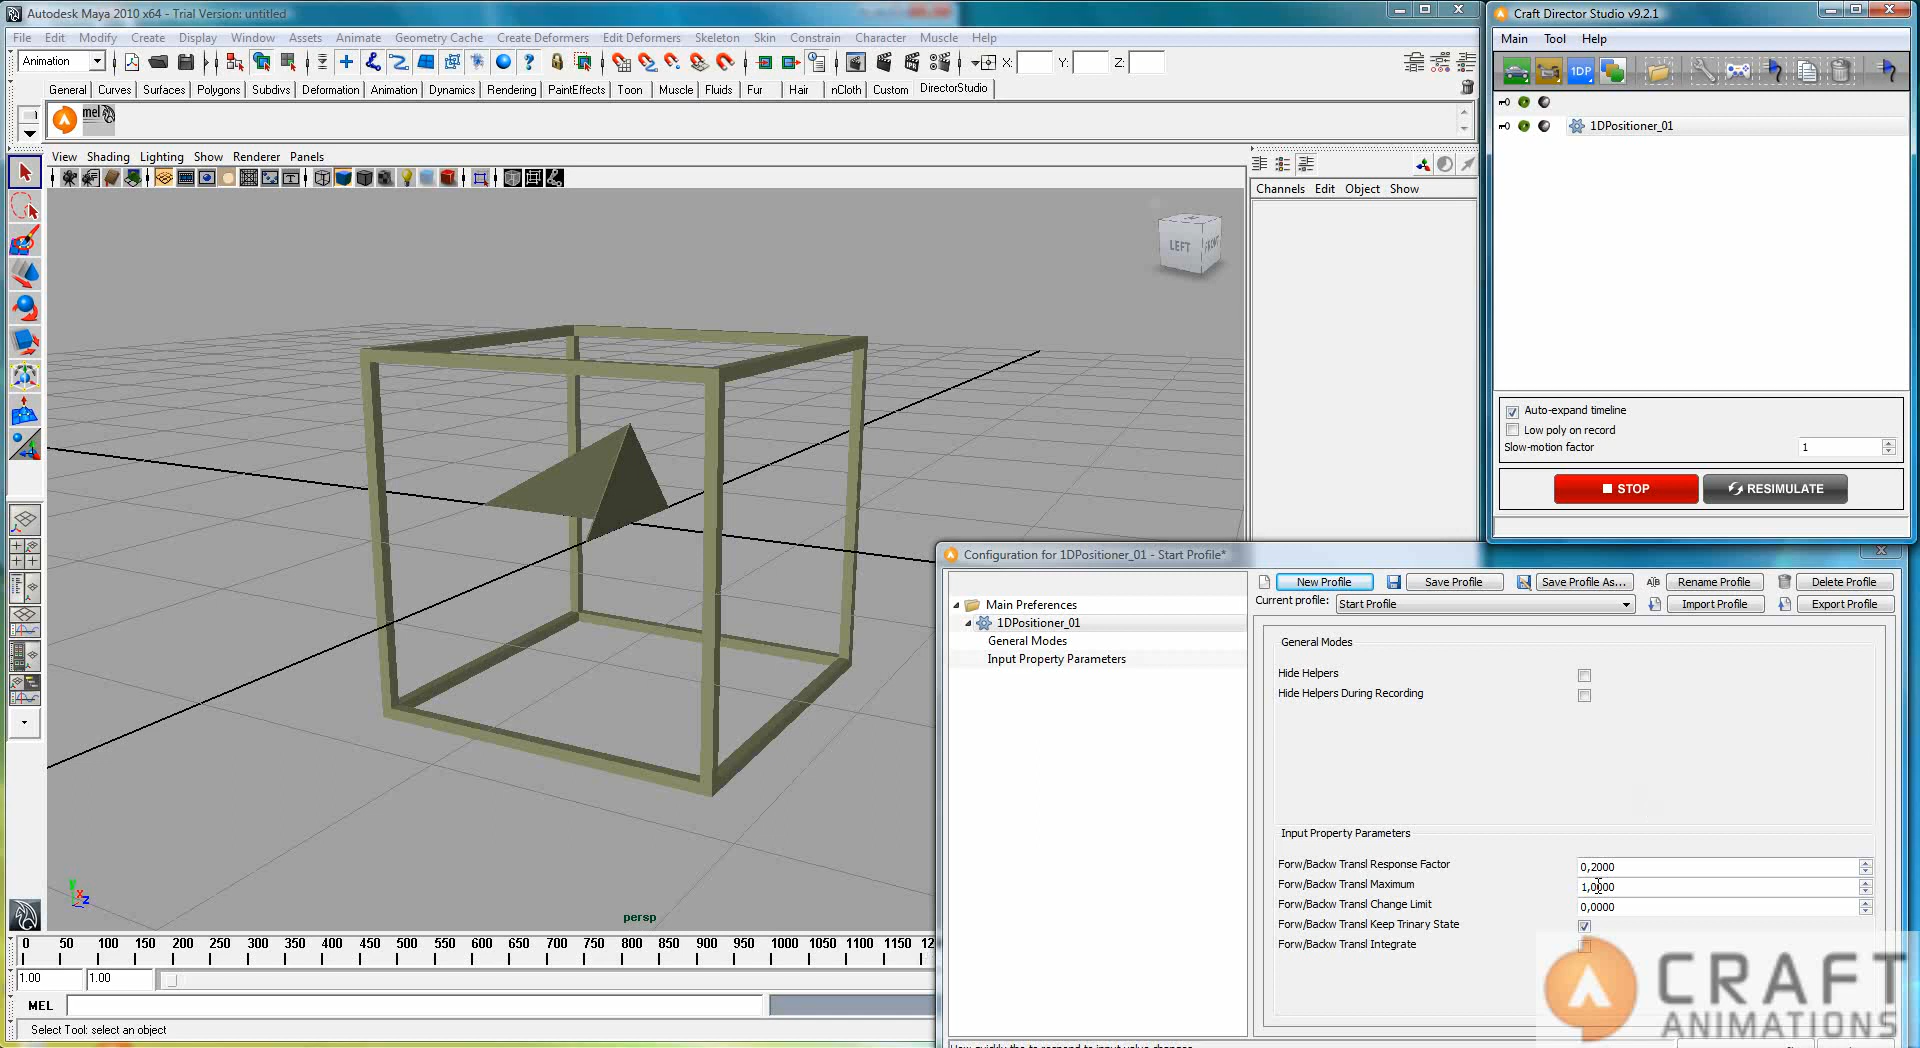 Autodesk Maya 2010 x64 - Trial Version: untitled
File Edit Modify Create Display Window Assets Animate Geometry Cache Create Deformers Edit Deformers Skeleton Skin Constrain Character Muscle Help
Animation X: Y: Z:
General Curves Surfaces Polygons Subdivs Deformation Animation Dynamics Rendering PaintEffects Toon Muscle Fluids Fur Hair nCloth Custom DirectorStudio
mel
View Shading Lighting Show Renderer Panels
Channels Edit Object Show
LEFT FRONT
persp
0 50 100 150 200 250 300 350 400 450 500 550 600 650 700 750 800 850 900 950 1000 1050 1100 1150 12
1.00 1.00
MEL
Select Tool: select an object
Craft Director Studio v9.2.1
Main Tool Help
1DP
1DPositioner_01
Auto-expand timeline
Low poly on record
Slow-motion factor 1
STOP RESIMULATE
Configuration for 1DPositioner_01 - Start Profile*
Main Preferences
1DPositioner_01
General Modes
Input Property Parameters
New Profile Save Profile Save Profile As... Rename Profile Delete Profile
Current profile: Start Profile Import Profile Export Profile
General Modes
Hide Helpers
Hide Helpers During Recording
Input Property Parameters
Forw/Backw Transl Response Factor 0,2000
Forw/Backw Transl Maximum 1,0000
Forw/Backw Transl Change Limit 0,0000
Forw/Backw Transl Keep Trinary State
Forw/Backw Transl Integrate
CRAFT
ANIMATIONS